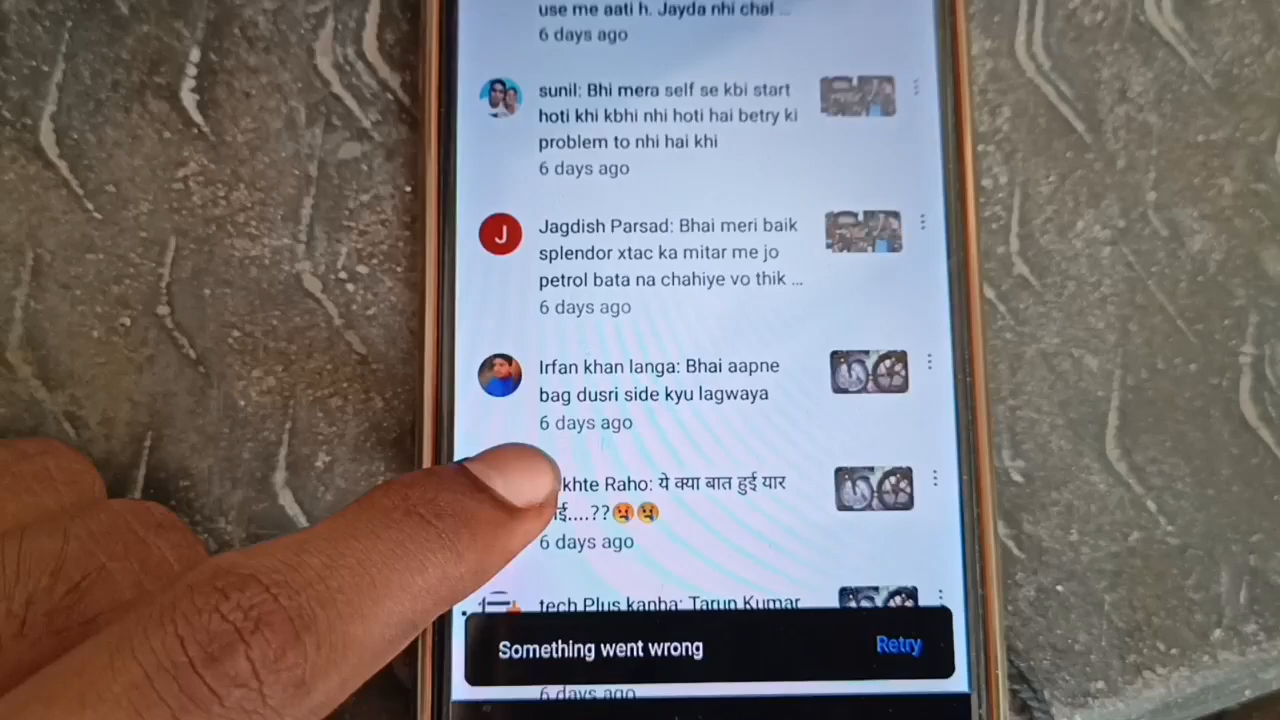 use me aati h. Jayda nhi chal ...
6 days ago
sunil: Bhi mera self se kbi start
hoti khi kbhi nhi hoti hai betry ki
problem to nhi hai khi
6 days ago
J
Jagdish Parsad: Bhai meri baik
splendor xtac ka mitar me jo
petrol bata na chahiye vo thik ...
6 days ago
Irfan khan langa: Bhai aapne
bag dusri side kyu lagwaya
6 days ago
Raho: ये क्या बात हुई यार
....??😠😢
6 days ago
tech Plus kanha: Tarun Kumar
Something went wrong
Retry
6 days ago